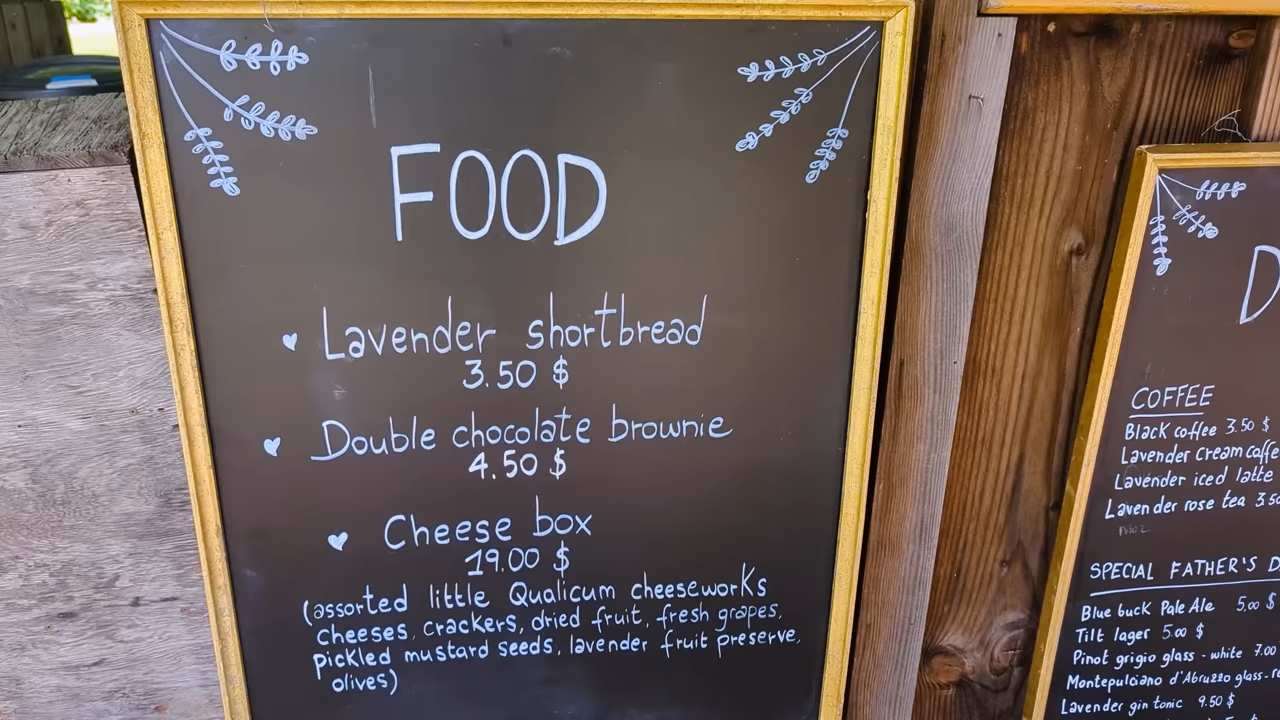 FOOD
Lavender shortbread
3.50 $
Double chocolate brownie
4.50 $
Cheese box
19.00 $
(assorted little Qualicum cheeseworks
cheeses, crackers, dried fruit, fresh grapes,
pickled mustard seeds, lavender fruit preserve,
olives)
D
COFFEE
Black coffee 3.50 $
Lavender cream caffe
Lavender iced latte
Lavender rose tea 3.50
SPECIAL FATHER'S D
Blue buck Pale Ale 5.00 $
Tilt lager 5.00 $
Pinot grigio glass - white 7.00
Montepulciano d'Abruzzo glass - re
Lavender gin tonic 9.50 $